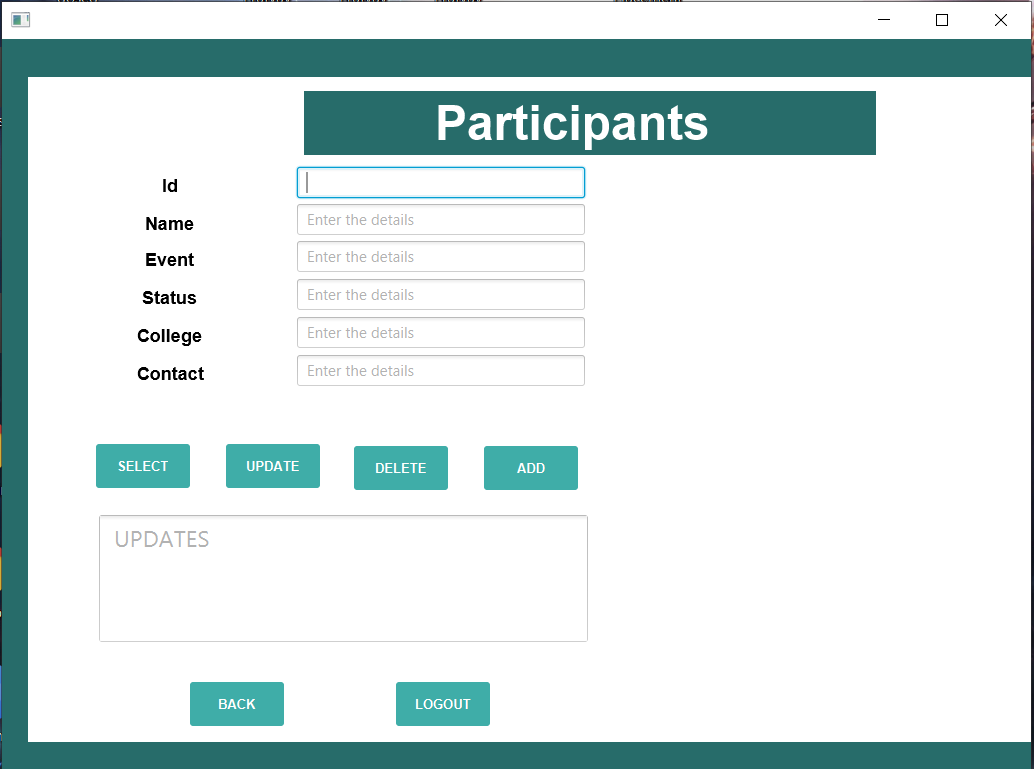 Participants
Id
Name Enter the details
Event Enter the details
Status Enter the details
College Enter the details
Contact Enter the details
SELECT UPDATE DELETE ADD
UPDATES
BACK LOGOUT